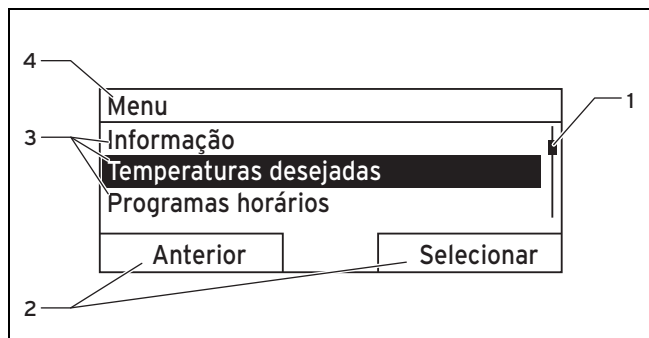 4
Menu
1
3
Informação
Temperaturas desejadas
Programas horários
Anterior
Selecionar
2